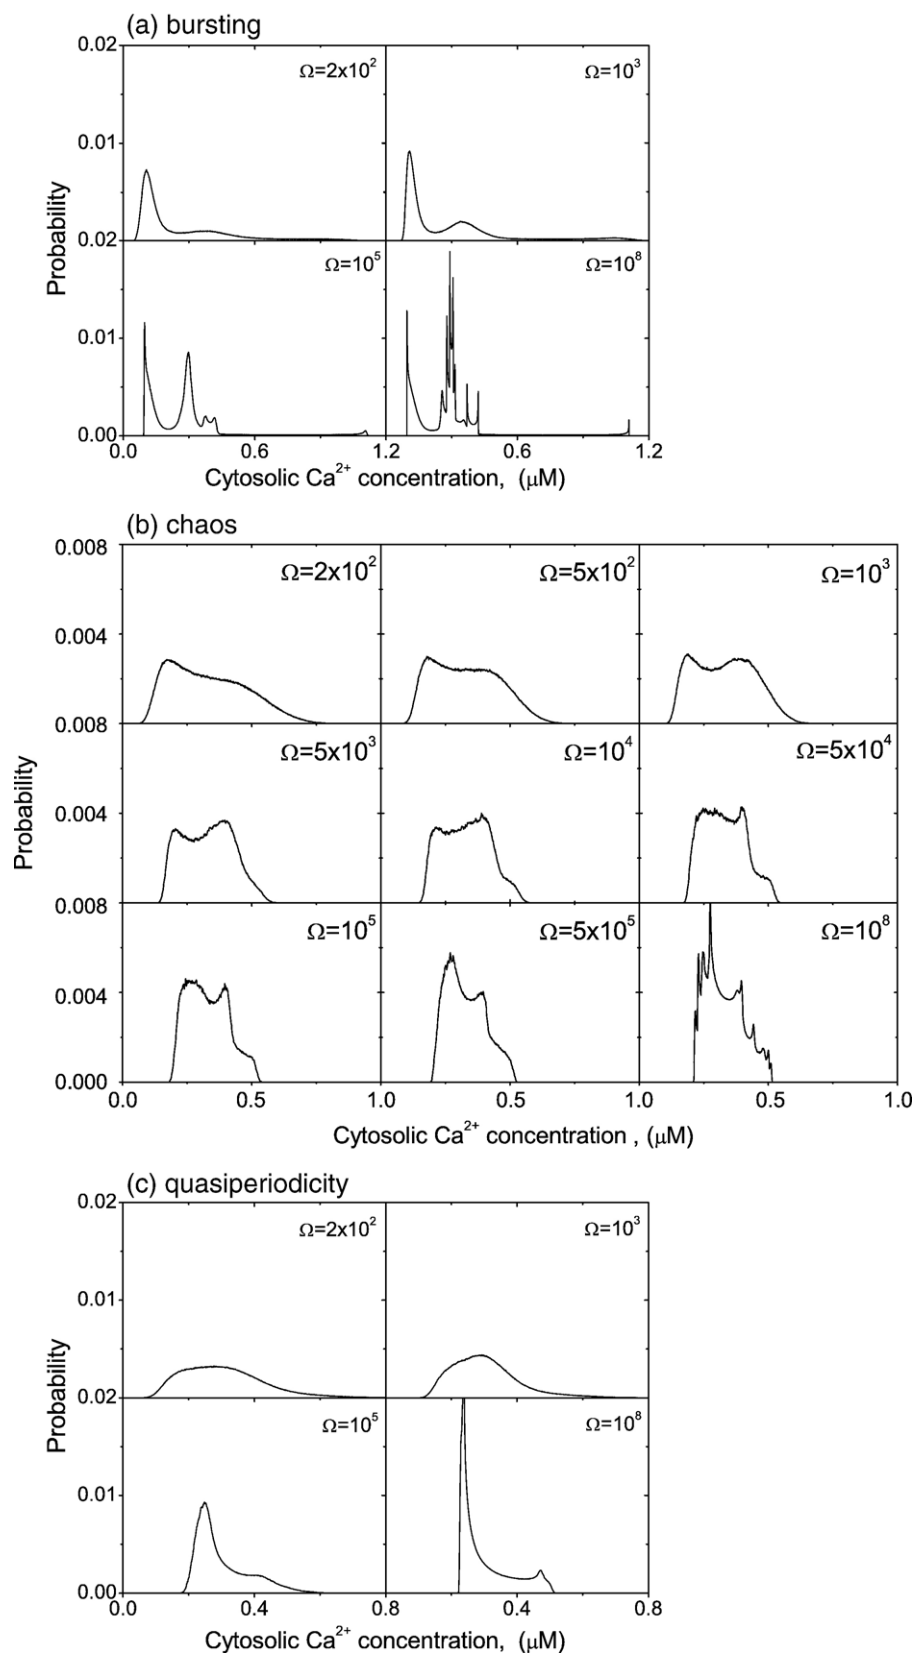 (a) bursting
0.02
Ω=2x10²
Ω=10³
0.01
0.02
Ω=10⁵
Ω=10⁸
0.01
0.00
Probability
0.0
0.6
1.2
0.6
1.2
Cytosolic Ca²⁺ concentration, (μM)
(b) chaos
0.008
Ω=2x10²
Ω=5x10²
Ω=10³
0.004
0.008
Ω=5x10³
Ω=10⁴
Ω=5x10⁴
0.004
Probability
0.008
Ω=10⁵
Ω=5x10⁵
Ω=10⁸
0.004
0.000
0.0
0.5
1.0
0.5
1.0
0.5
1.0
Cytosolic Ca²⁺ concentration , (μM)
(c) quasiperiodicity
0.02
Ω=2x10²
Ω=10³
0.01
0.02
Ω=10⁵
Ω=10⁸
0.01
0.00
Probability
0.0
0.4
0.8
0.4
0.8
Cytosolic Ca²⁺ concentration, (μM)